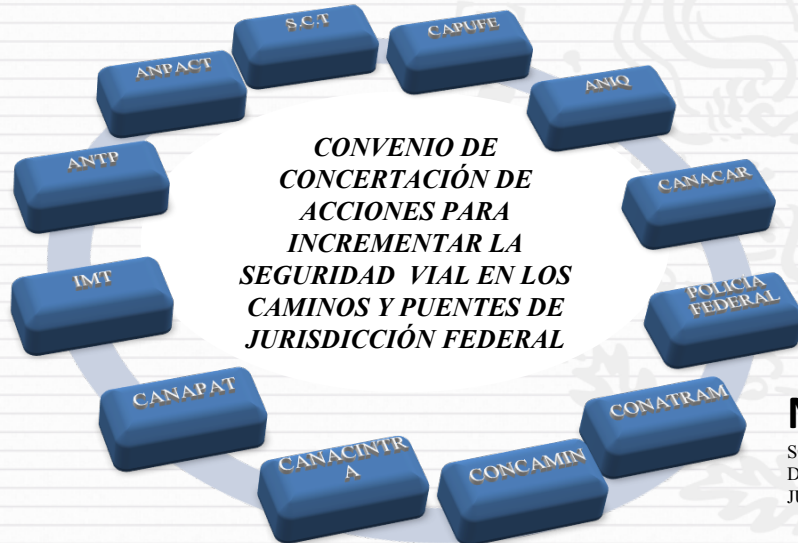 S.C.T
CAPUFE
ANIQ
CANACAR
POLICÍA
FEDERAL
CONATRAM
CONCAMIN
CANACINTR
A
CANAPAT
IMT
ANTP
ANPACT
CONVENIO DE
CONCERTACIÓN DE
ACCIONES PARA
INCREMENTAR LA
SEGURIDAD VIAL EN LOS
CAMINOS Y PUENTES DE
JURISDICCIÓN FEDERAL